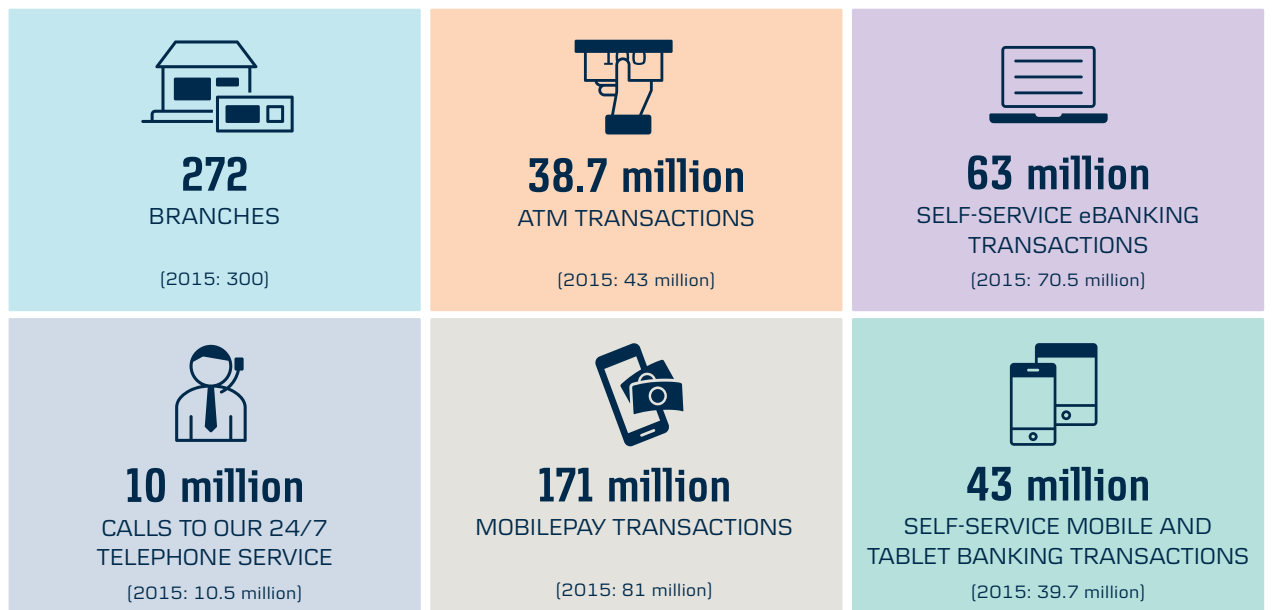 272
BRANCHES
(2015: 300)
10
38.7 million
ATM TRANSACTIONS
(2015: 43 million)
63 million
SELF-SERVICE eBANKING
TRANSACTIONS
(2015: 70.5 million)
10 million
CALLS TO OUR 24/7
TELEPHONE SERVICE
(2015: 10.5 million)
171 million
MOBILEPAY TRANSACTIONS
(2015: 81 million)
43 million
SELF-SERVICE MOBILE AND
TABLET BANKING TRANSACTIONS
(2015: 39.7 million)